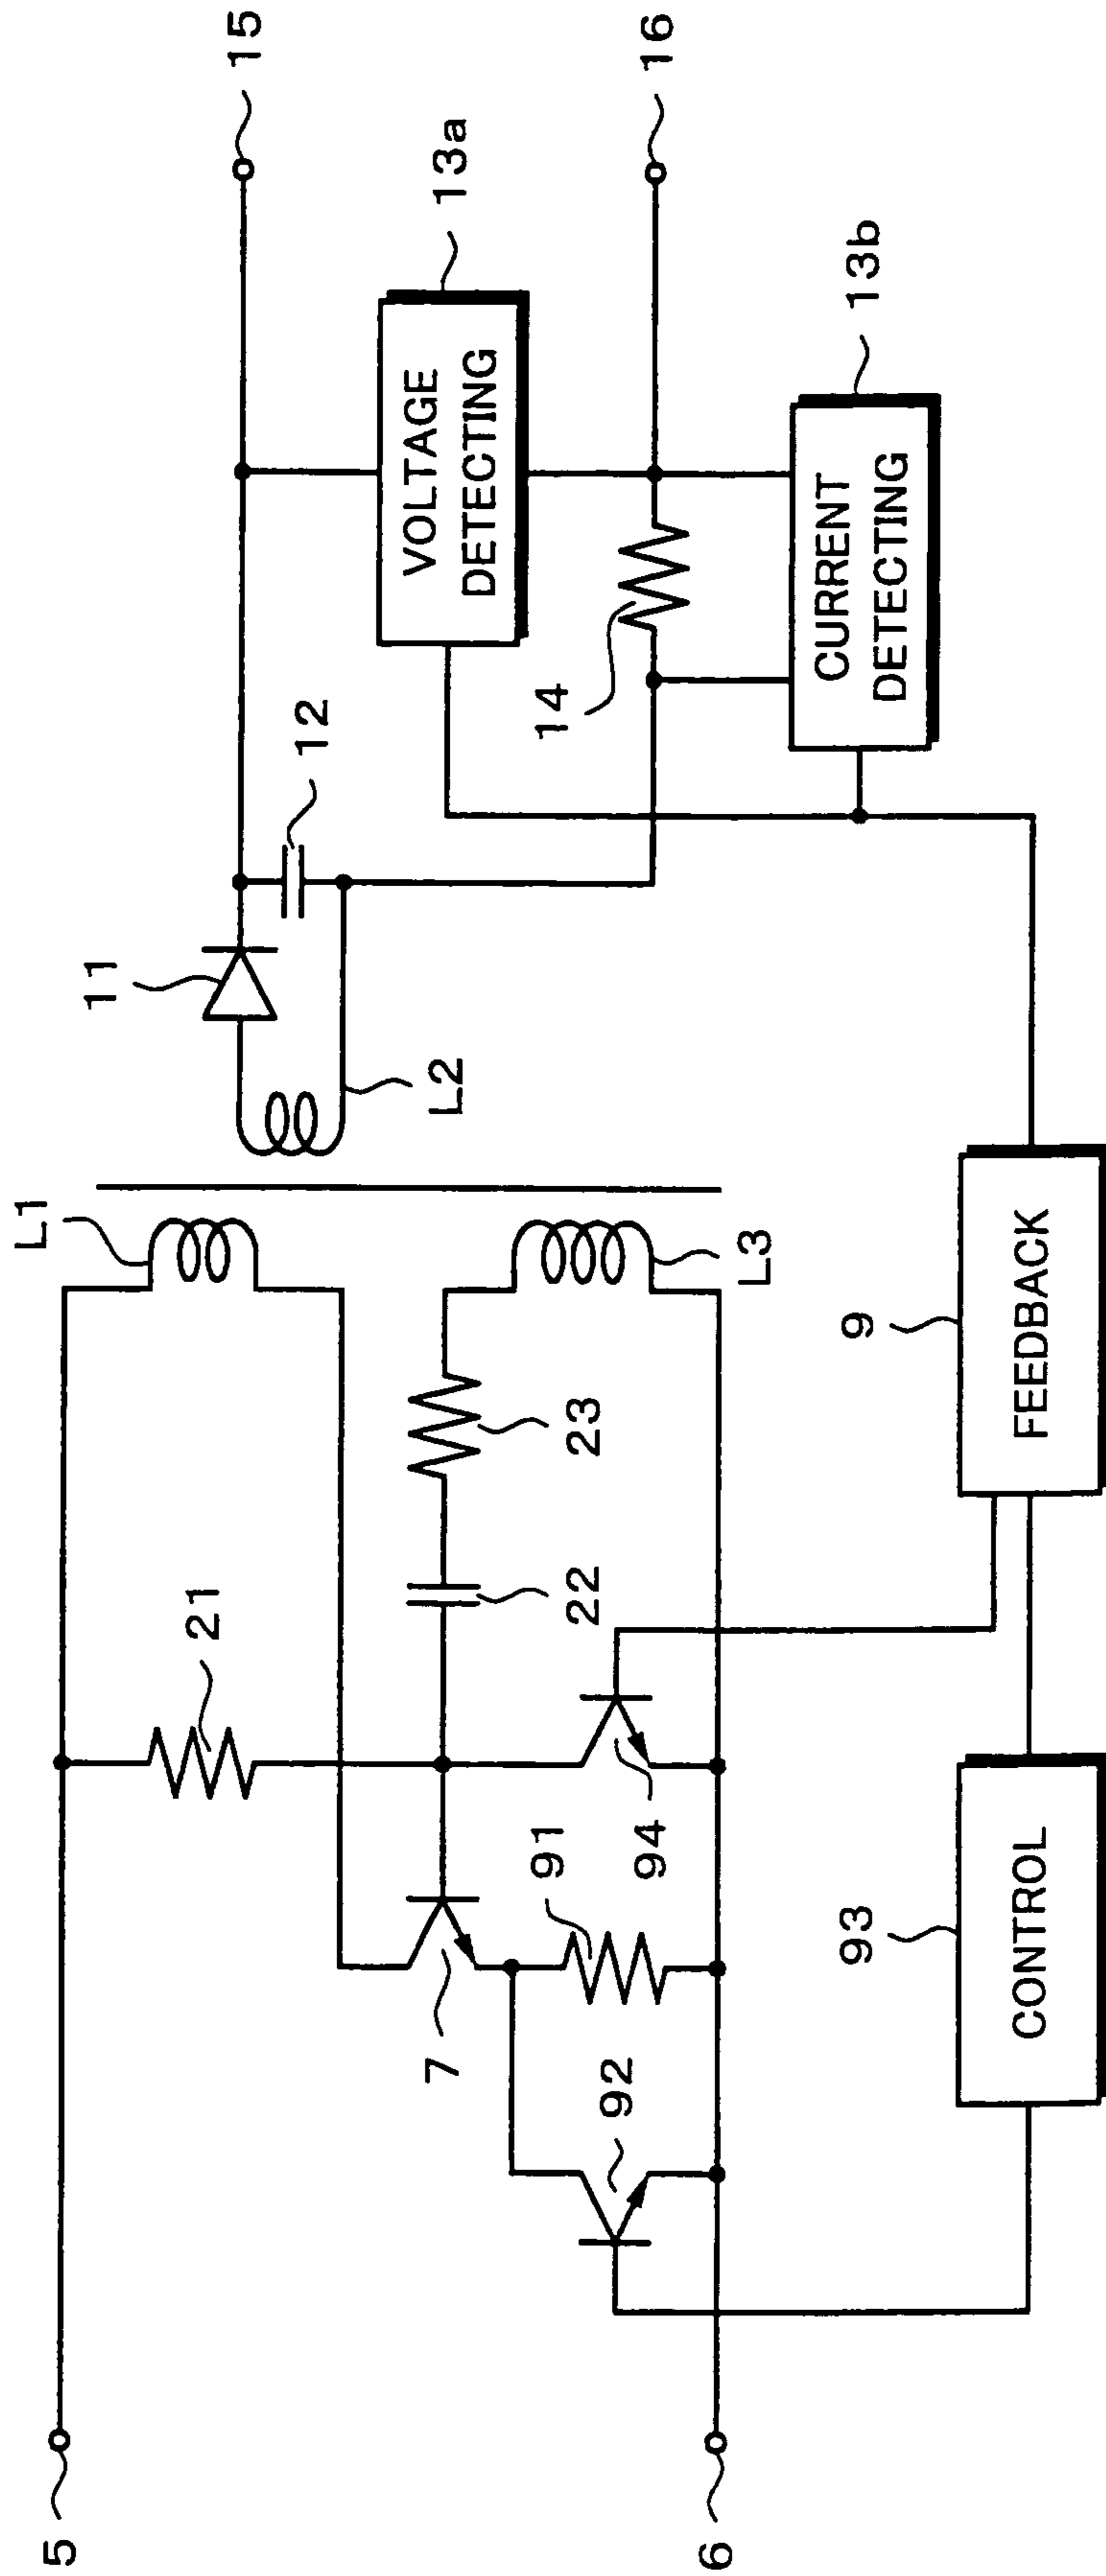 5
6
21
L1
7
91
92
94
22
23
L3
L2
11
12
15
16
14
VOLTAGE
DETECTING
13a
CURRENT
DETECTING
13b
FEEDBACK
9
CONTROL
93